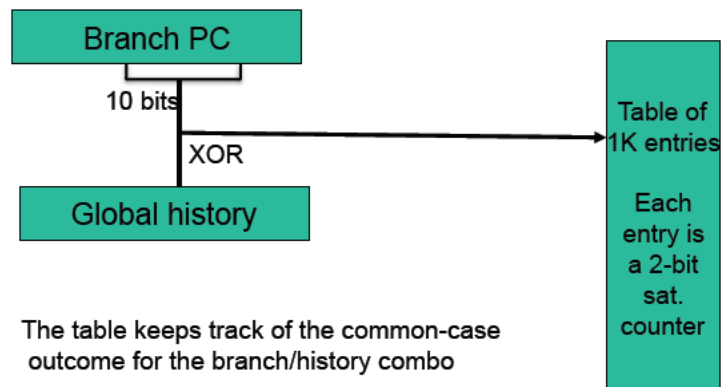 Branch PC
10 bits
XOR
Global history
Table of
1K entries
Each
entry is
a 2-bit
sat.
counter
The table keeps track of the common-case
outcome for the branch/history combo